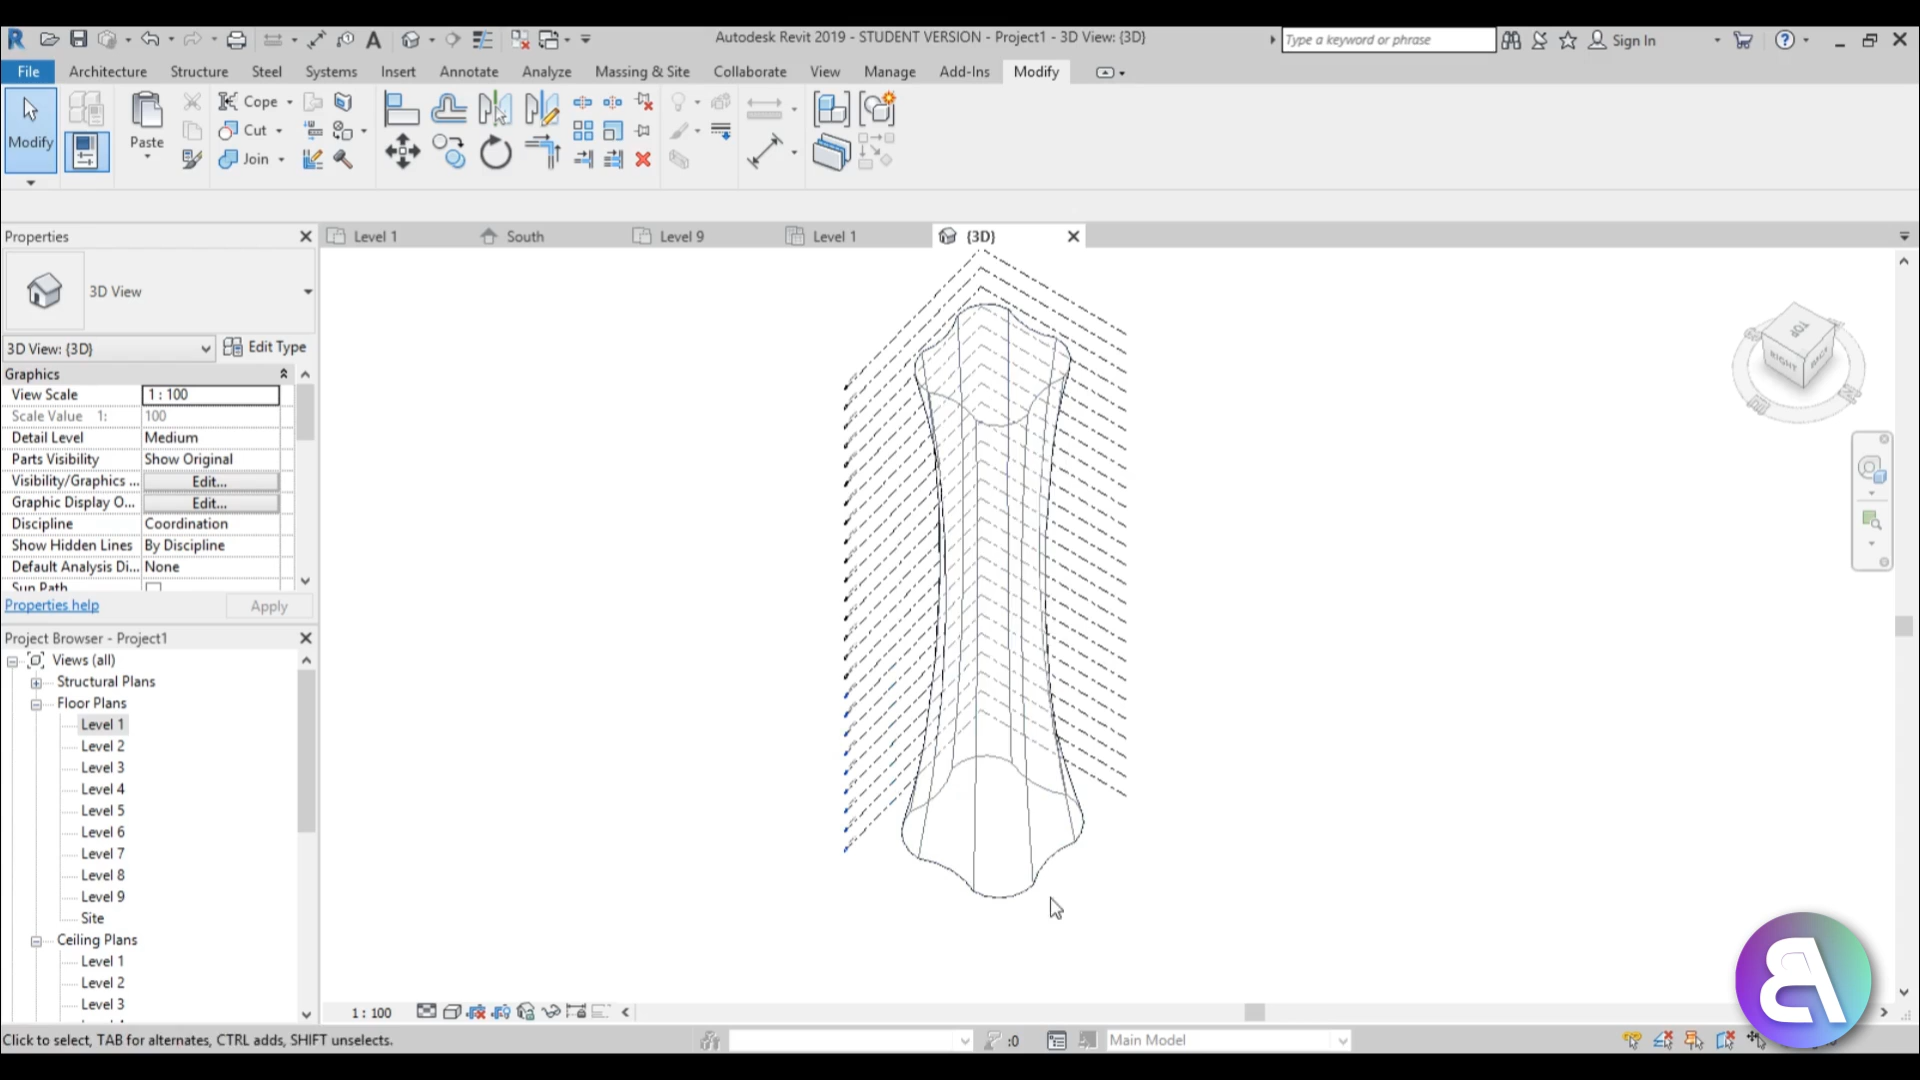 Autodesk Revit 2019 - STUDENT VERSION - Project1 - 3D View: {3D}
Type a keyword or phrase
Sign In
File
Architecture
Structure
Steel
Systems
Insert
Annotate
Analyze
Massing & Site
Collaborate
View
Manage
Add-Ins
Modify
Modify
Paste
Cope
Cut
Join
Properties
Level 1
South
Level 9
Level 1
{3D}
3D View
3D View: {3D}
Edit Type
Graphics
View Scale
1 : 100
Scale Value 1:
100
Detail Level
Medium
Parts Visibility
Show Original
Visibility/Graphics ...
Edit...
Graphic Display O...
Edit...
Discipline
Coordination
Show Hidden Lines
By Discipline
Default Analysis Di...
None
Sun Path
Properties help
Apply
TOP
RIGHT
BACK
Project Browser - Project1
Views (all)
Structural Plans
Floor Plans
Level 1
Level 2
Level 3
Level 4
Level 5
Level 6
Level 7
Level 8
Level 9
Site
Ceiling Plans
Level 1
Level 2
Level 3
1 : 100
Click to select, TAB for alternates, CTRL adds, SHIFT unselects.
:0
Main Model